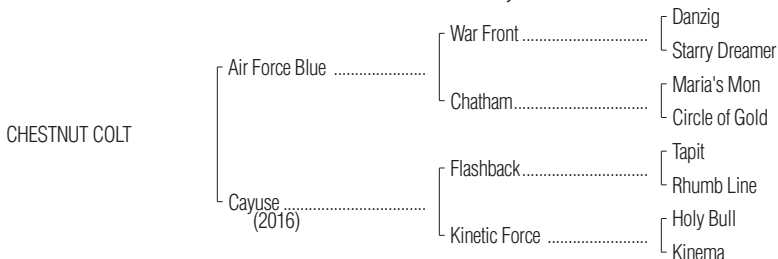 Danzig
War Front ................................
Starry Dreamer
Air Force Blue .......................
Maria's Mon
Chatham...................................
Circle of Gold
CHESTNUT COLT
Tapit
Flashback................................
Rhumb Line
Cayuse ....................................
(2016)
Holy Bull
Kinetic Force .........................
Kinema